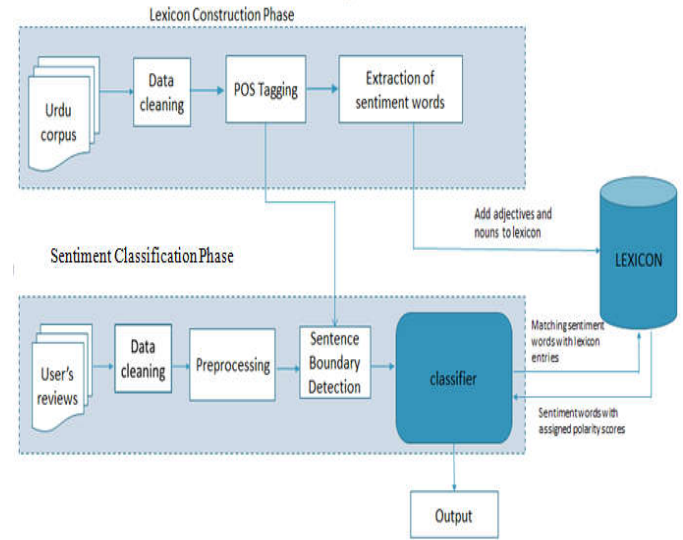 Lexicon Construction Phase
Urdu
corpus
Data
cleaning
POS Tagging
Extraction of
sentiment words
Add adjectives and
nouns to lexicon
LEXICON
Sentiment Classification Phase
User's
reviews
Data
cleaning
Preprocessing
Sentence
Boundary
Detection
classifier
Matching sentiment
words with lexicon
entries
Sentiment words with
assigned polarity scores
Output